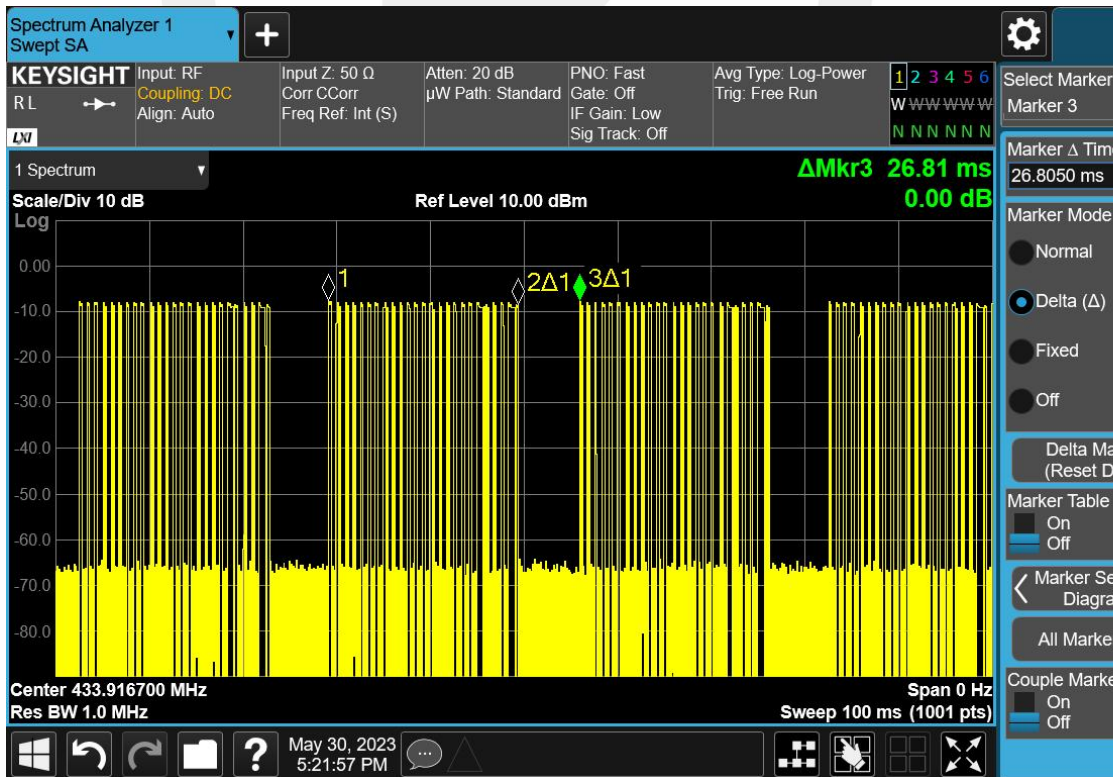 Spectrum Analyzer 1
Swept SA
KEYSIGHT
R L
LXI
Input: RF
Coupling: DC
Align: Auto
Input Z: 50 Ω
Corr CCorr
Freq Ref: Int (S)
Atten: 20 dB
µW Path: Standard
PNO: Fast
Gate: Off
IF Gain: Low
Sig Track: Off
Avg Type: Log-Power
Trig: Free Run
1 2 3 4 5 6
W W W W W W
N N N N N N
Select Marker
Marker 3
1 Spectrum
ΔMkr3 26.81 ms
0.00 dB
Scale/Div 10 dB
Ref Level 10.00 dBm
Log
0.00
-10.0
-20.0
-30.0
-40.0
-50.0
-60.0
-70.0
-80.0
1
2Δ1
3Δ1
Center 433.916700 MHz
Span 0 Hz
Res BW 1.0 MHz
Sweep 100 ms (1001 pts)
Marker Δ Time
26.8050 ms
Marker Mode
Normal
Delta (Δ)
Fixed
Off
Delta Ma
(Reset D
Marker Table
On
Off
Marker Se
Diagra
All Marke
Couple Marke
On
Off
?
May 30, 2023
5:21:57 PM